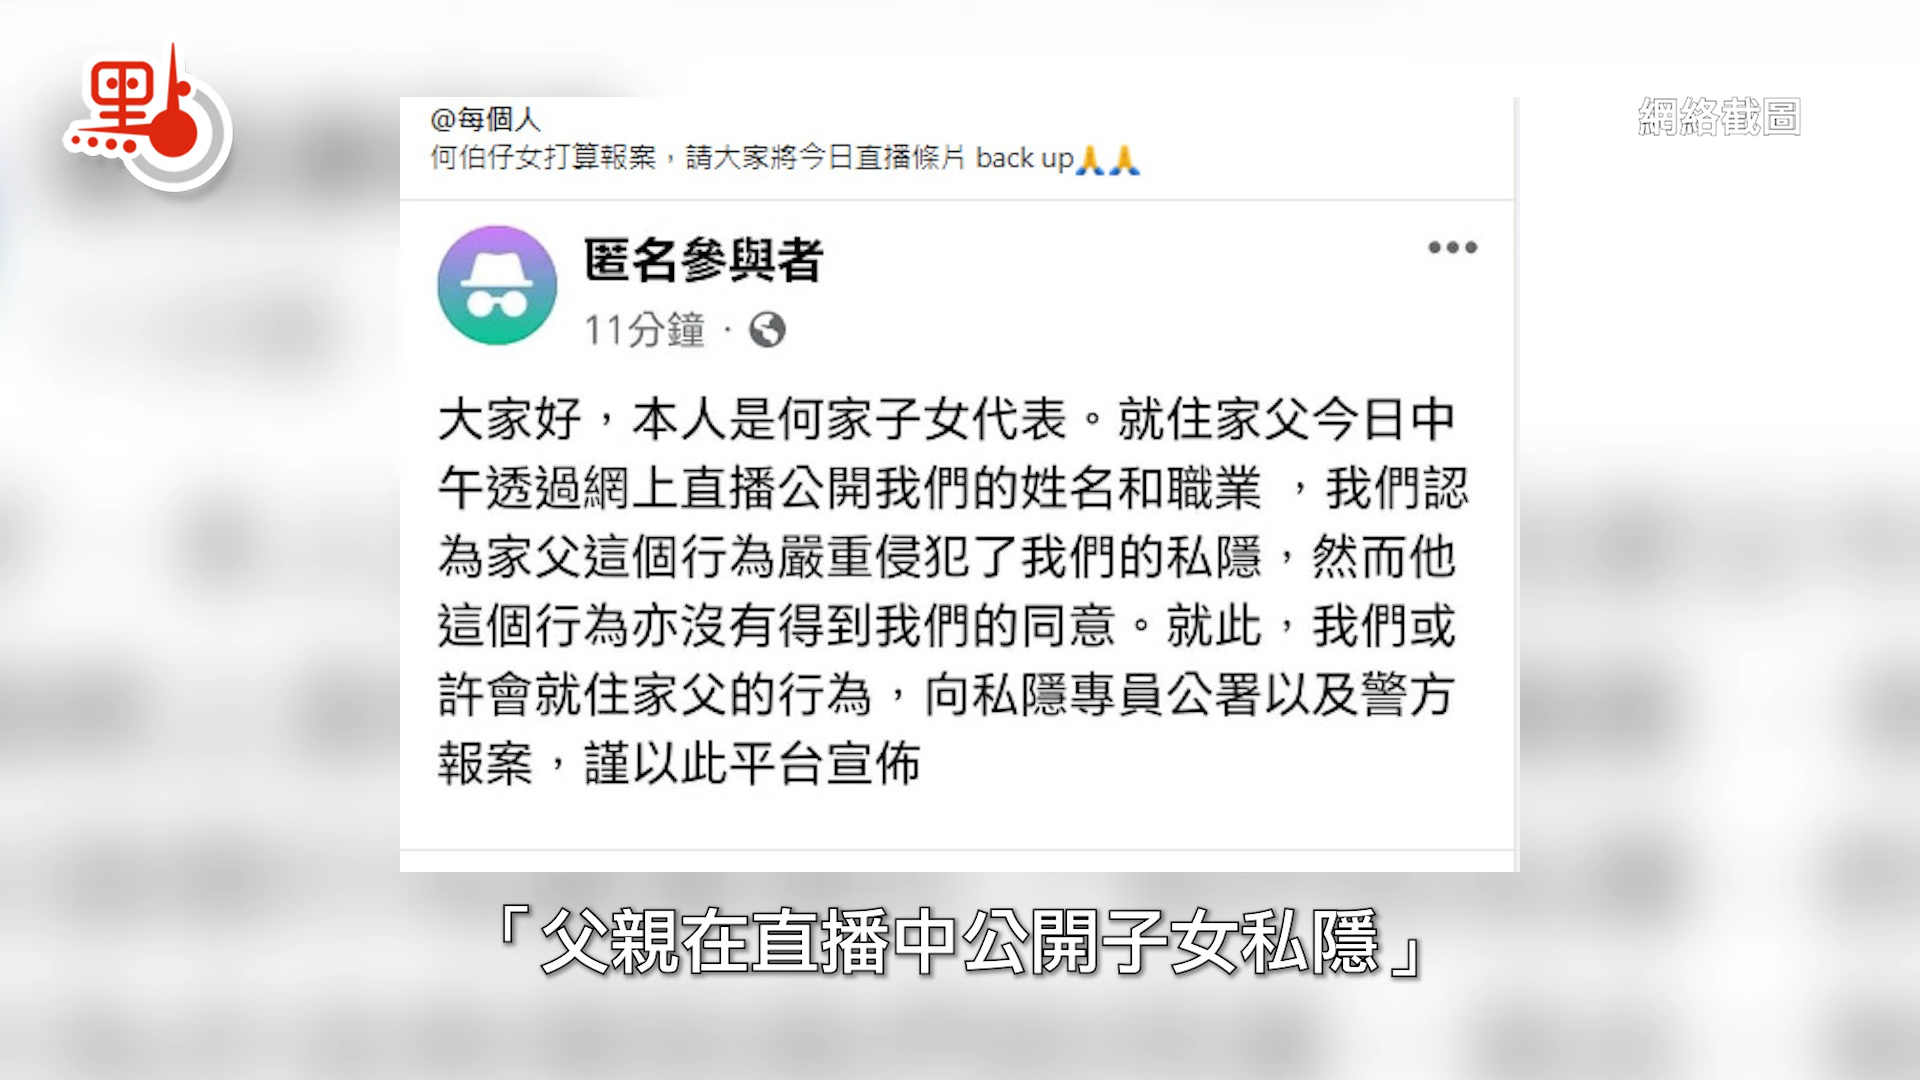 點
網絡截圖
@每個人
何伯仔女打算報案，請大家將今日直播條片 back up🙏🙏
匿名參與者
11分鐘 ·
大家好，本人是何家子女代表。就住家父今日中
午透過網上直播公開我們的姓名和職業 ，我們認
為家父這個行為嚴重侵犯了我們的私隱，然而他
這個行為亦沒有得到我們的同意。就此，我們或
許會就住家父的行為，向私隱專員公署以及警方
報案，謹以此平台宣佈
「父親在直播中公開子女私隱」